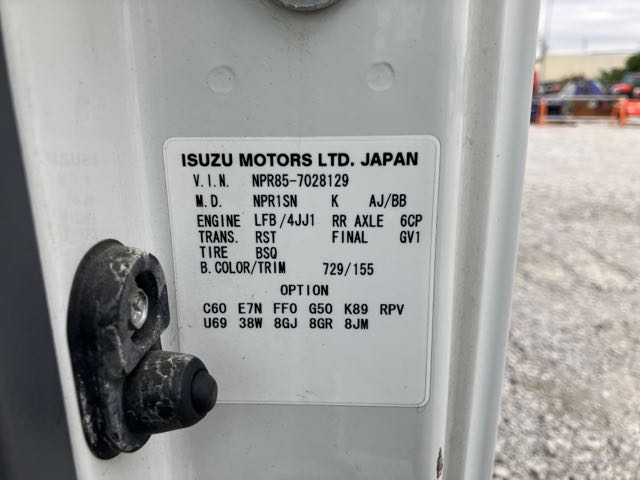 ISUZU MOTORS LTD. JAPAN
V.I.N. NPR85-7028129
M.D. NPR1SN K AJ/BB
ENGINE LFB/4JJ1 RR AXLE 6CP
TRANS. RST FINAL GV1
TIRE BSQ
B.COLOR/TRIM 729/155
OPTION
C60 E7N FF0 G50 K89 RPV
U69 38W 8GJ 8GR 8JM